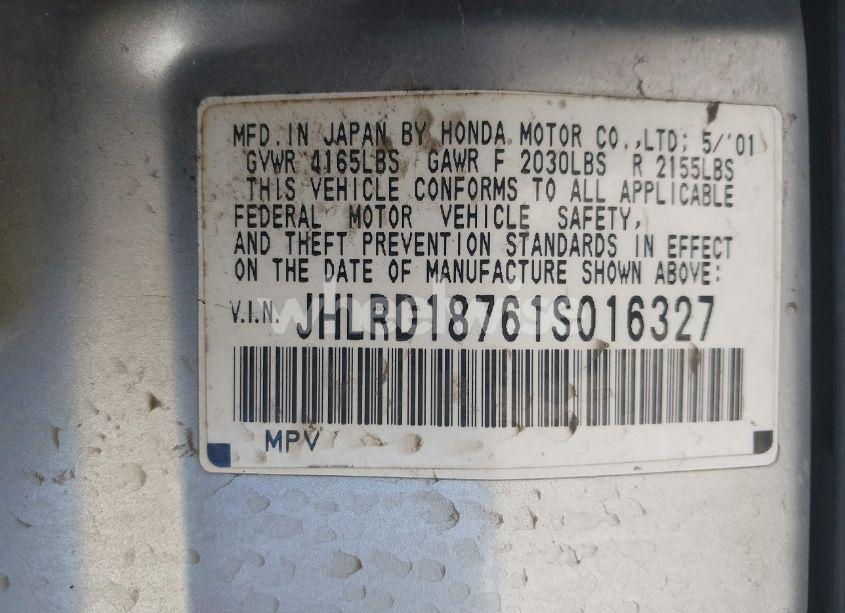 MFD.IN JAPAN BY HONDA MOTOR CO.,LTD; 5/'01
GVWR 4165LBS GAWR F 2030LBS R 2155LBS
THIS VEHICLE CONFORMS TO ALL APPLICABLE
FEDERAL MOTOR VEHICLE SAFETY,
AND THEFT PREVENTION STANDARDS IN EFFECT
ON THE DATE OF MANUFACTURE SHOWN ABOVE:
V.I.N. JHLRD18761S016327
MPV